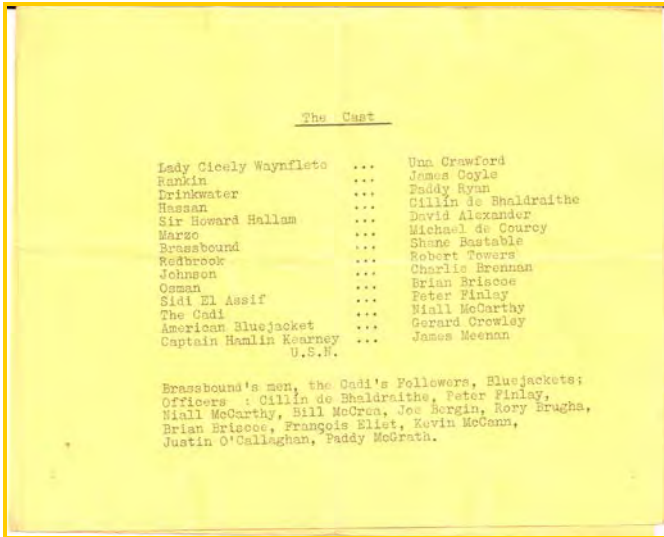 The Cast
Lady Cicely Waynflete ... Una Crawford
Rankin ... James Coyle
Drinkwater ... Paddy Ryan
Hassan ... Cillín de Bhaldraithe
Sir Howard Hallam ... David Alexander
Marzo ... Michael de Courcy
Brassbound ... Shane Bastable
Redbrook ... Robert Towers
Johnson ... Charlie Brennan
Osman ... Brian Briscoe
Sidi El Assif ... Peter Finlay
The Cadi ... Niall McCarthy
American Bluejacket ... Gerard Crowley
Captain Hamlin Kearney ... James Meenan
U.S.N.
Brassbound's men, the Cadi's Followers, Bluejackets;
Officers : Cillín de Bhaldraithe, Peter Finlay,
Niall McCarthy, Bill McCrea, Joe Bergin, Rory Brugha,
Brian Briscoe, François Eliet, Kevin McCann,
Justin O'Callaghan, Paddy McGrath.